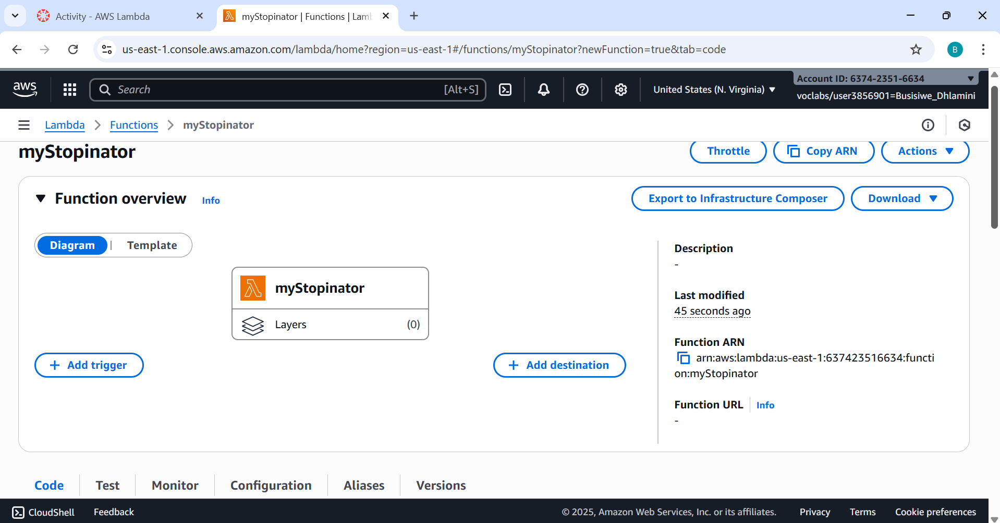 Activity - AWS Lambda
myStopinator | Functions | Lam
us-east-1.console.aws.amazon.com/lambda/home?region=us-east-1#/functions/myStopinator?newFunction=true&tab=code
B
aws
Search
[Alt+S]
United States (N. Virginia)
Account ID: 6374-2351-6634
voclabs/user3856901=Busisiwe_Dhlamini
Lambda > Functions > myStopinator
myStopinator
Throttle
Copy ARN
Actions
Function overview Info
Export to Infrastructure Composer
Download
Diagram | Template
myStopinator
Layers (0)
+ Add trigger
+ Add destination
Description
-
Last modified
45 seconds ago
Function ARN
arn:aws:lambda:us-east-1:637423516634:functi
on:myStopinator
Function URL
Info
-
Code
Test
Monitor
Configuration
Aliases
Versions
CloudShell
Feedback
© 2025, Amazon Web Services, Inc. or its affiliates.
Privacy
Terms
Cookie preferences